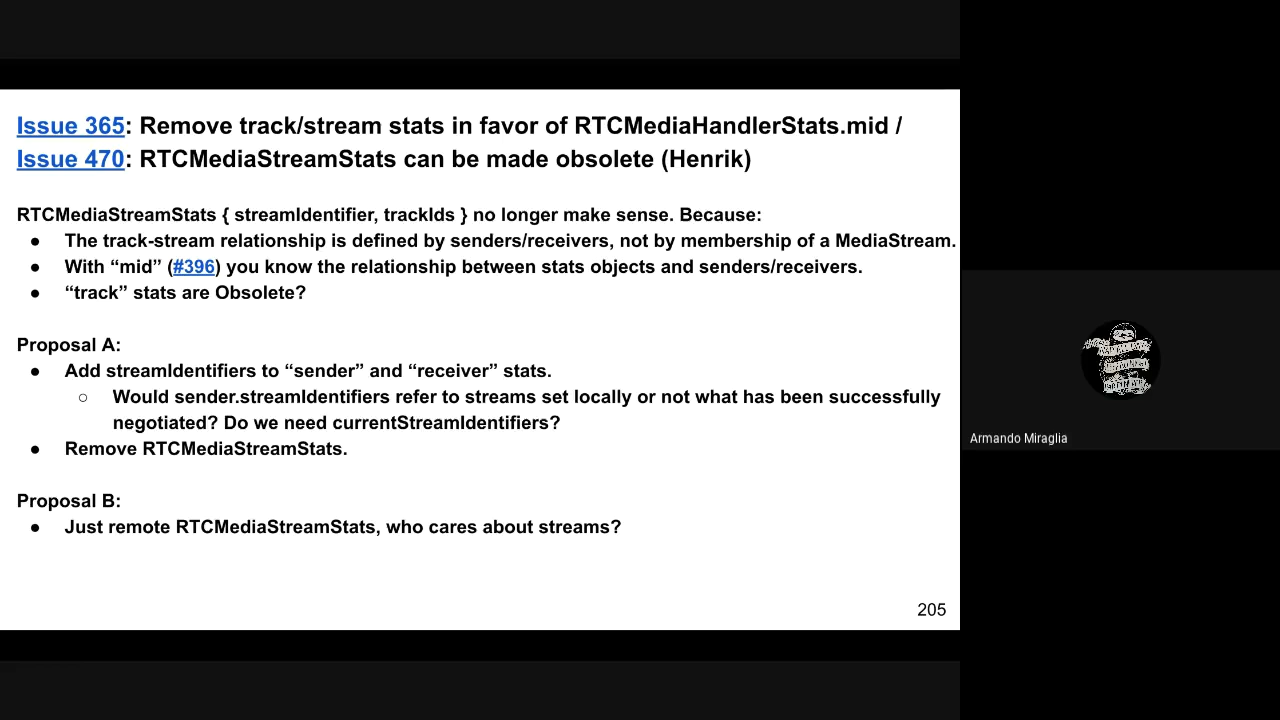 Issue 365: Remove track/stream stats in favor of RTCMediaHandlerStats.mid /
Issue 470: RTCMediaStreamStats can be made obsolete (Henrik)
RTCMediaStreamStats { streamIdentifier, trackIds } no longer make sense. Because:
● The track-stream relationship is defined by senders/receivers, not by membership of a MediaStream.
● With “mid” (#396) you know the relationship between stats objects and senders/receivers.
● “track” stats are Obsolete?
Proposal A:
● Add streamIdentifiers to “sender” and “receiver” stats.
○ Would sender.streamIdentifiers refer to streams set locally or not what has been successfully
negotiated? Do we need currentStreamIdentifiers?
● Remove RTCMediaStreamStats.
Proposal B:
● Just remote RTCMediaStreamStats, who cares about streams?
205
Armando Miraglia